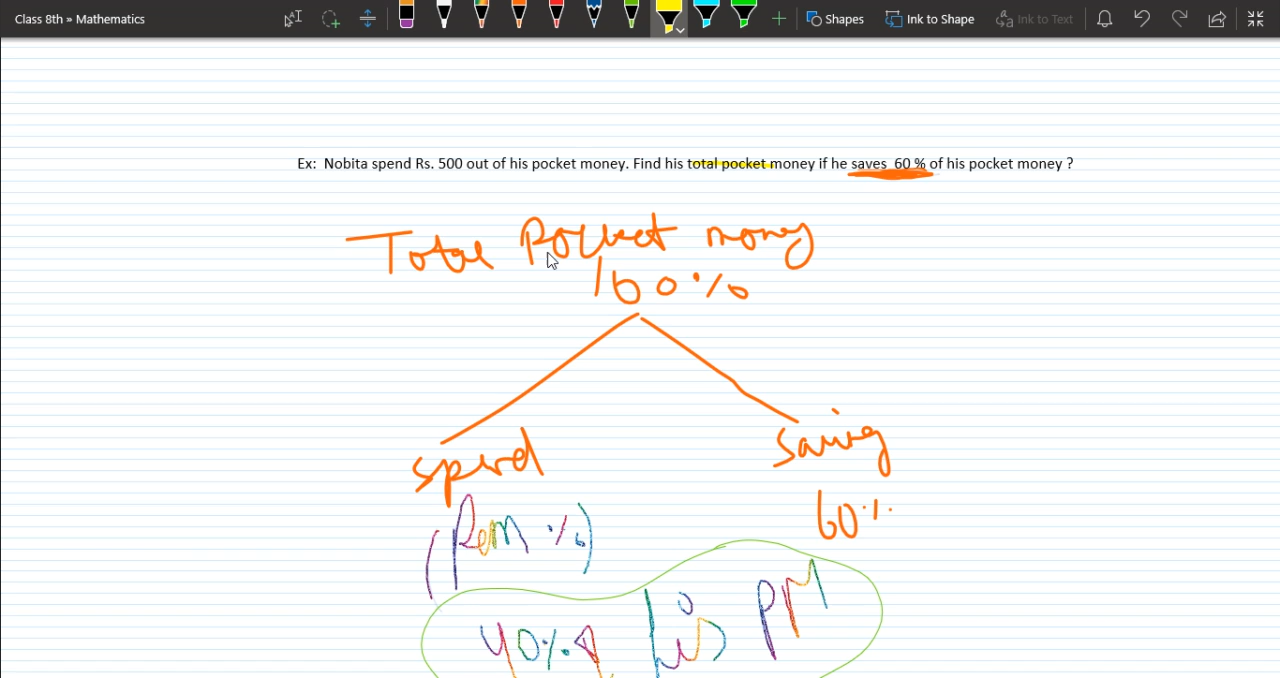 Class 8th » Mathematics
Shapes
Ink to Shape
Ink to Text
Ex: Nobita spend Rs. 500 out of his pocket money. Find his total pocket money if he saves 60 % of his pocket money ?
Total Pocket money
100%
spend
Saving
(Rem %)
60%
40% of his PM